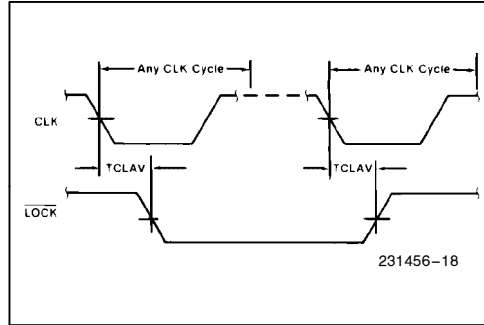 Any CLK Cycle Any CLK Cycle
CLK
TCLAV TCLAV
LOCK
231456-18